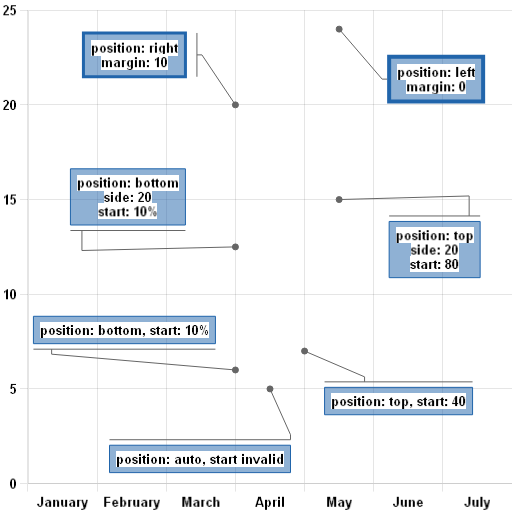 25
20
15
10
5
0
position: right
margin: 10
position: left
margin: 0
position: bottom
side: 20
start: 10%
position: top
side: 20
start: 80
position: bottom, start: 10%
position: top, start: 40
position: auto, start invalid
January February March April May June July